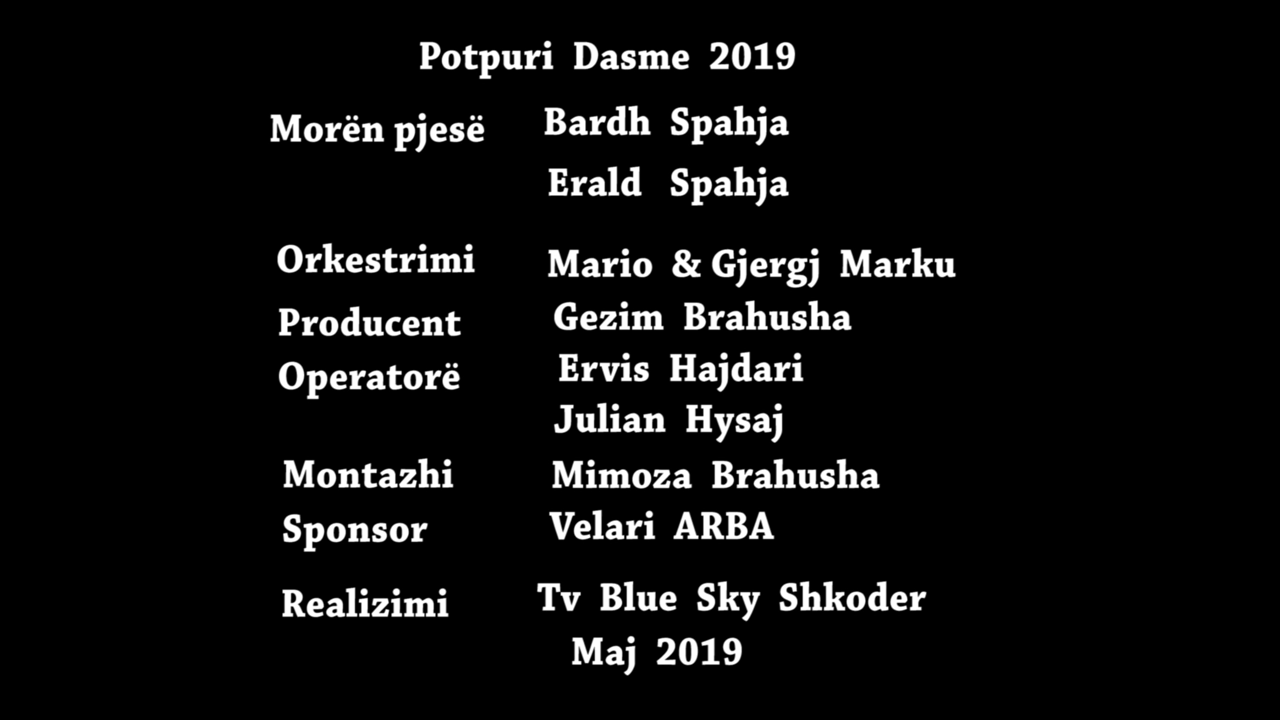 Potpuri Dasme 2019
Morën pjesë Bardh Spahja
Erald Spahja
Orkestrimi Mario & Gjergj Marku
Producent Gezim Brahusha
Operatorë Ervis Hajdari
Julian Hysaj
Montazhi Mimoza Brahusha
Sponsor Velari ARBA
Realizimi Tv Blue Sky Shkoder
Maj 2019